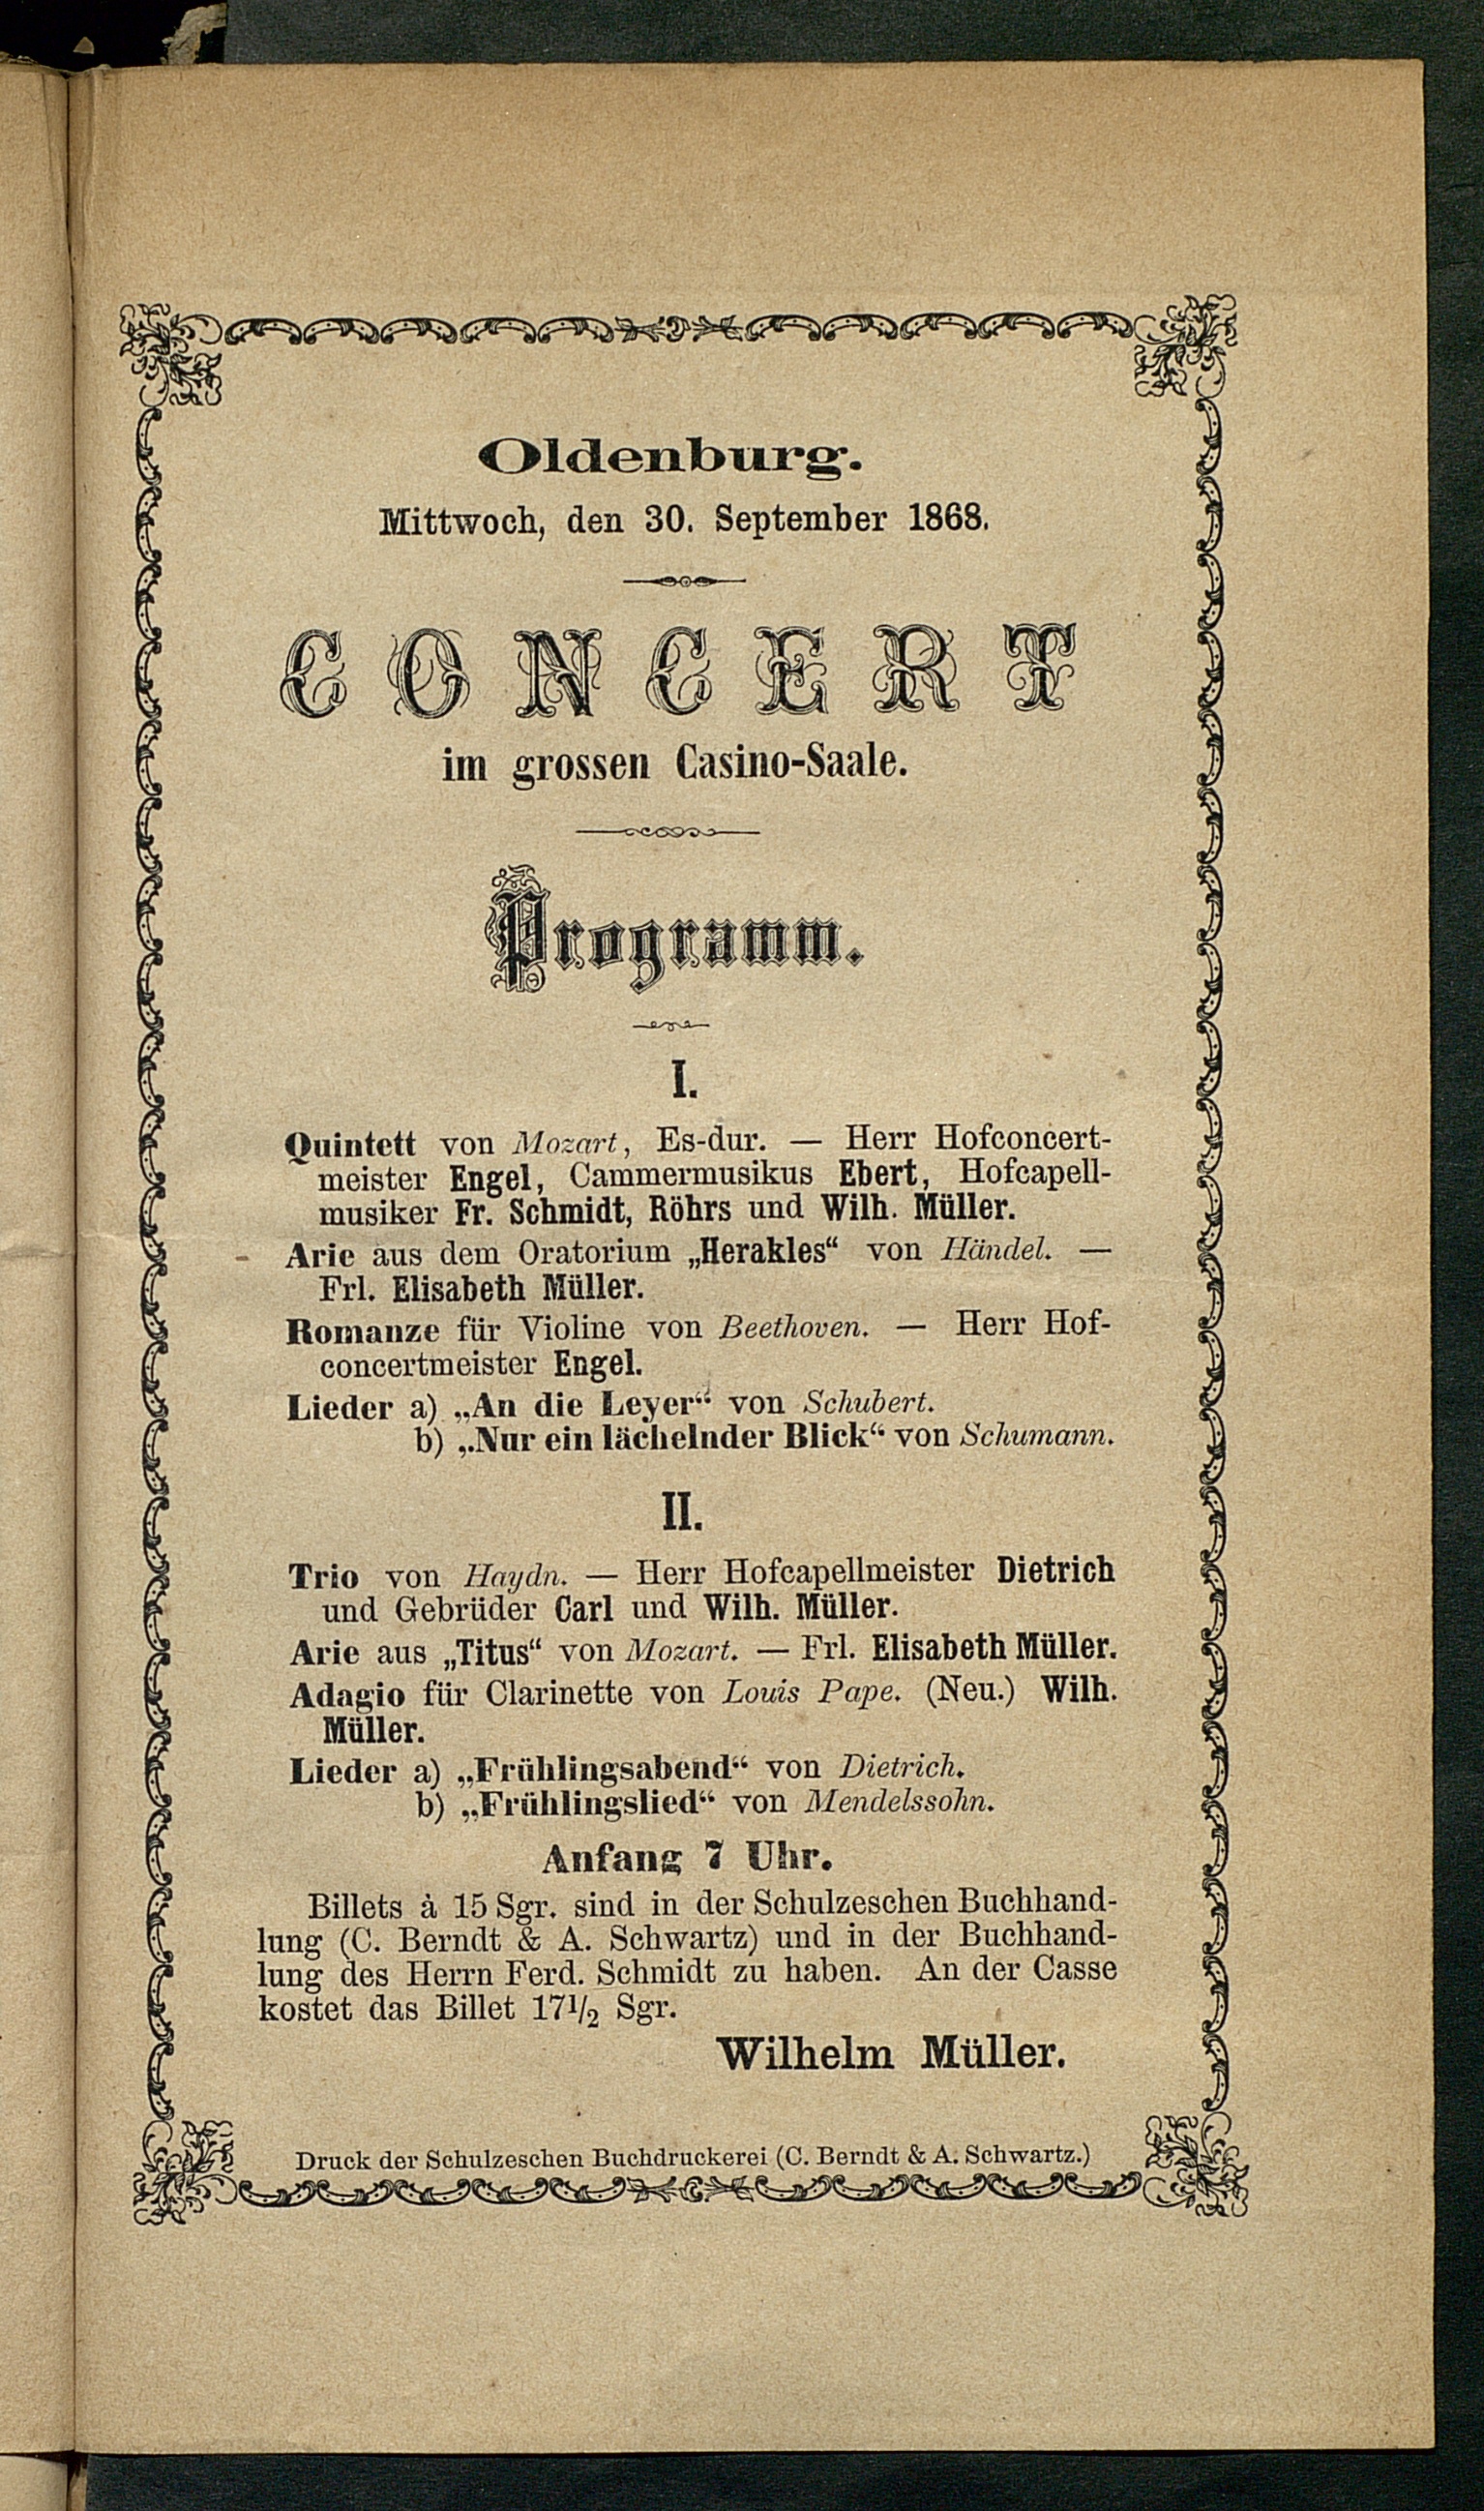 Oldenburg.
Mittwoch, den 30. September 1868.
CONCERT
im grossen Casino-Saale.
Programm.
I.
Quintett von Mozart, Es-dur. — Herr Hofconcert-
meister Engel, Cammermusikus Ebert, Hofcapell-
musiker Fr. Schmidt, Röhrs und Wilh. Müller.
Arie aus dem Oratorium „Herakles“ von Händel. —
Frl. Elisabeth Müller.
Romanze für Violine von Beethoven. — Herr Hof-
concertmeister Engel.
Lieder a) „An die Leyer“ von Schubert.
b) „Nur ein lächelnder Blick“ von Schumann.
II.
Trio von Haydn. — Herr Hofcapellmeister Dietrich
und Gebrüder Carl und Wilh. Müller.
Arie aus „Titus“ von Mozart. — Frl. Elisabeth Müller.
Adagio für Clarinette von Louis Pape. (Neu.) Wilh.
Müller.
Lieder a) „Frühlingsabend“ von Dietrich.
b) „Frühlingslied“ von Mendelssohn.
Anfang 7 Uhr.
Billets à 15 Sgr. sind in der Schulzeschen Buchhand-
lung (C. Berndt & A. Schwartz) und in der Buchhand-
lung des Herrn Ferd. Schmidt zu haben. An der Casse
kostet das Billet 17½ Sgr.
Wilhelm Müller.
Druck der Schulzeschen Buchdruckerei (C. Berndt & A. Schwartz.)